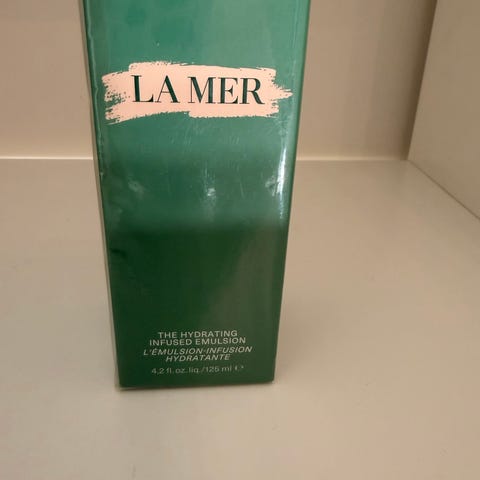 LA MER
THE HYDRATING
INFUSED EMULSION
L'ÉMULSION-INFUSION
HYDRATANTE
4.2 fl.oz.liq./125 ml ℮